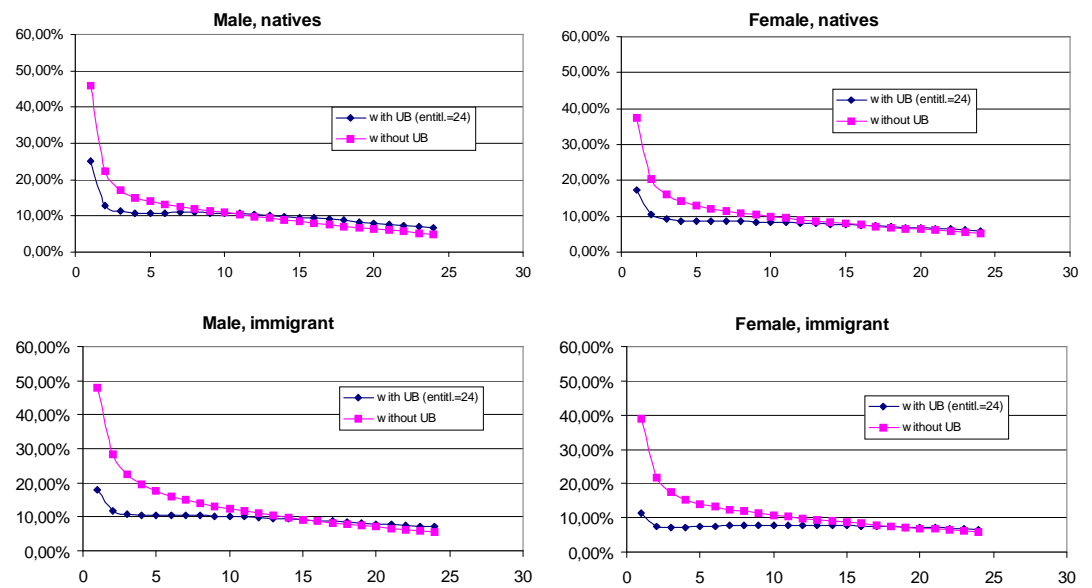 Male, natives
60,00%
50,00%
40,00%
30,00%
20,00%
10,00%
0,00%
0 5 10 15 20 25 30
with UB (entitl.=24)
without UB
Female, natives
60,00%
50,00%
40,00%
30,00%
20,00%
10,00%
0,00%
0 5 10 15 20 25 30
with UB (entitl.=24)
without UB
Male, immigrant
60,00%
50,00%
40,00%
30,00%
20,00%
10,00%
0,00%
0 5 10 15 20 25 30
with UB (entitl.=24)
without UB
Female, immigrant
60,00%
50,00%
40,00%
30,00%
20,00%
10,00%
0,00%
0 5 10 15 20 25 30
with UB (entitl.=24)
without UB